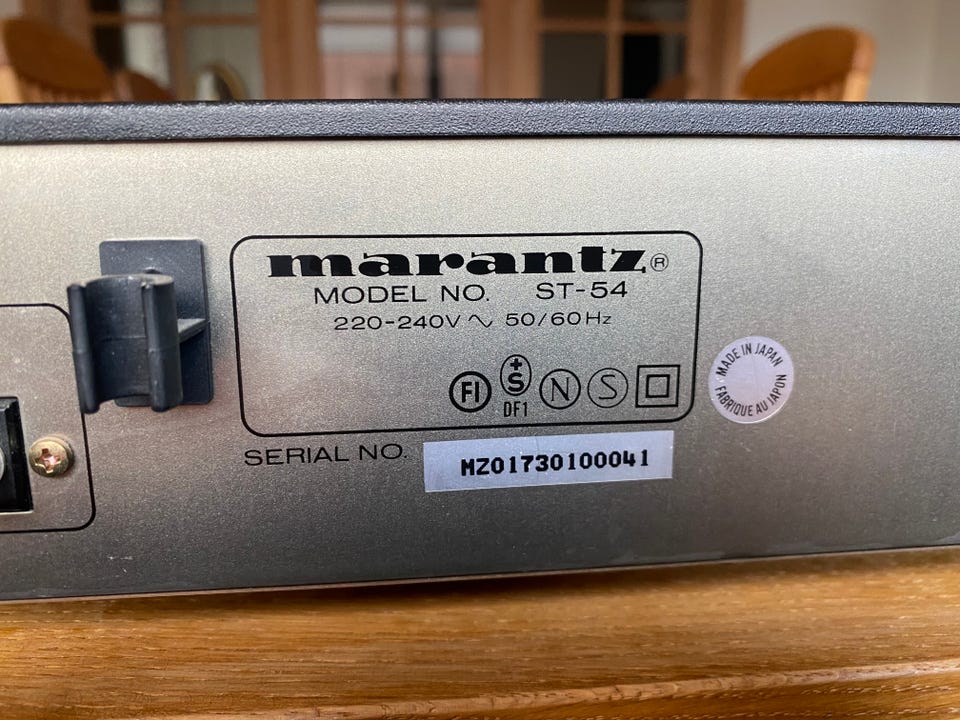 marantz®
MODEL NO. ST-54
220-240V ∿ 50/60Hz
FI +S N S
DF1
MADE IN JAPAN
FABRIQUE AU JAPON
SERIAL NO. MZ01730100041